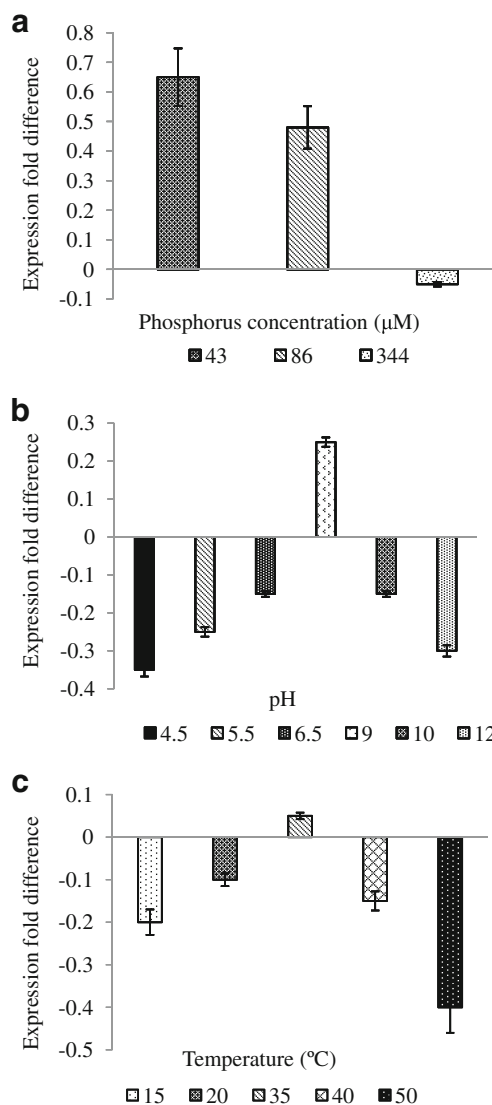 a
Expression fold difference
0.8
0.7
0.6
0.5
0.4
0.3
0.2
0.1
0
-0.1
Phosphorus concentration (µM)
43 86 344
b
Expression fold difference
0.3
0.2
0.1
0
-0.1
-0.2
-0.3
-0.4
pH
4.5 5.5 6.5 9 10 12
c
Expression fold difference
0.1
0
-0.1
-0.2
-0.3
-0.4
-0.5
Temperature (ºC)
15 20 35 40 50